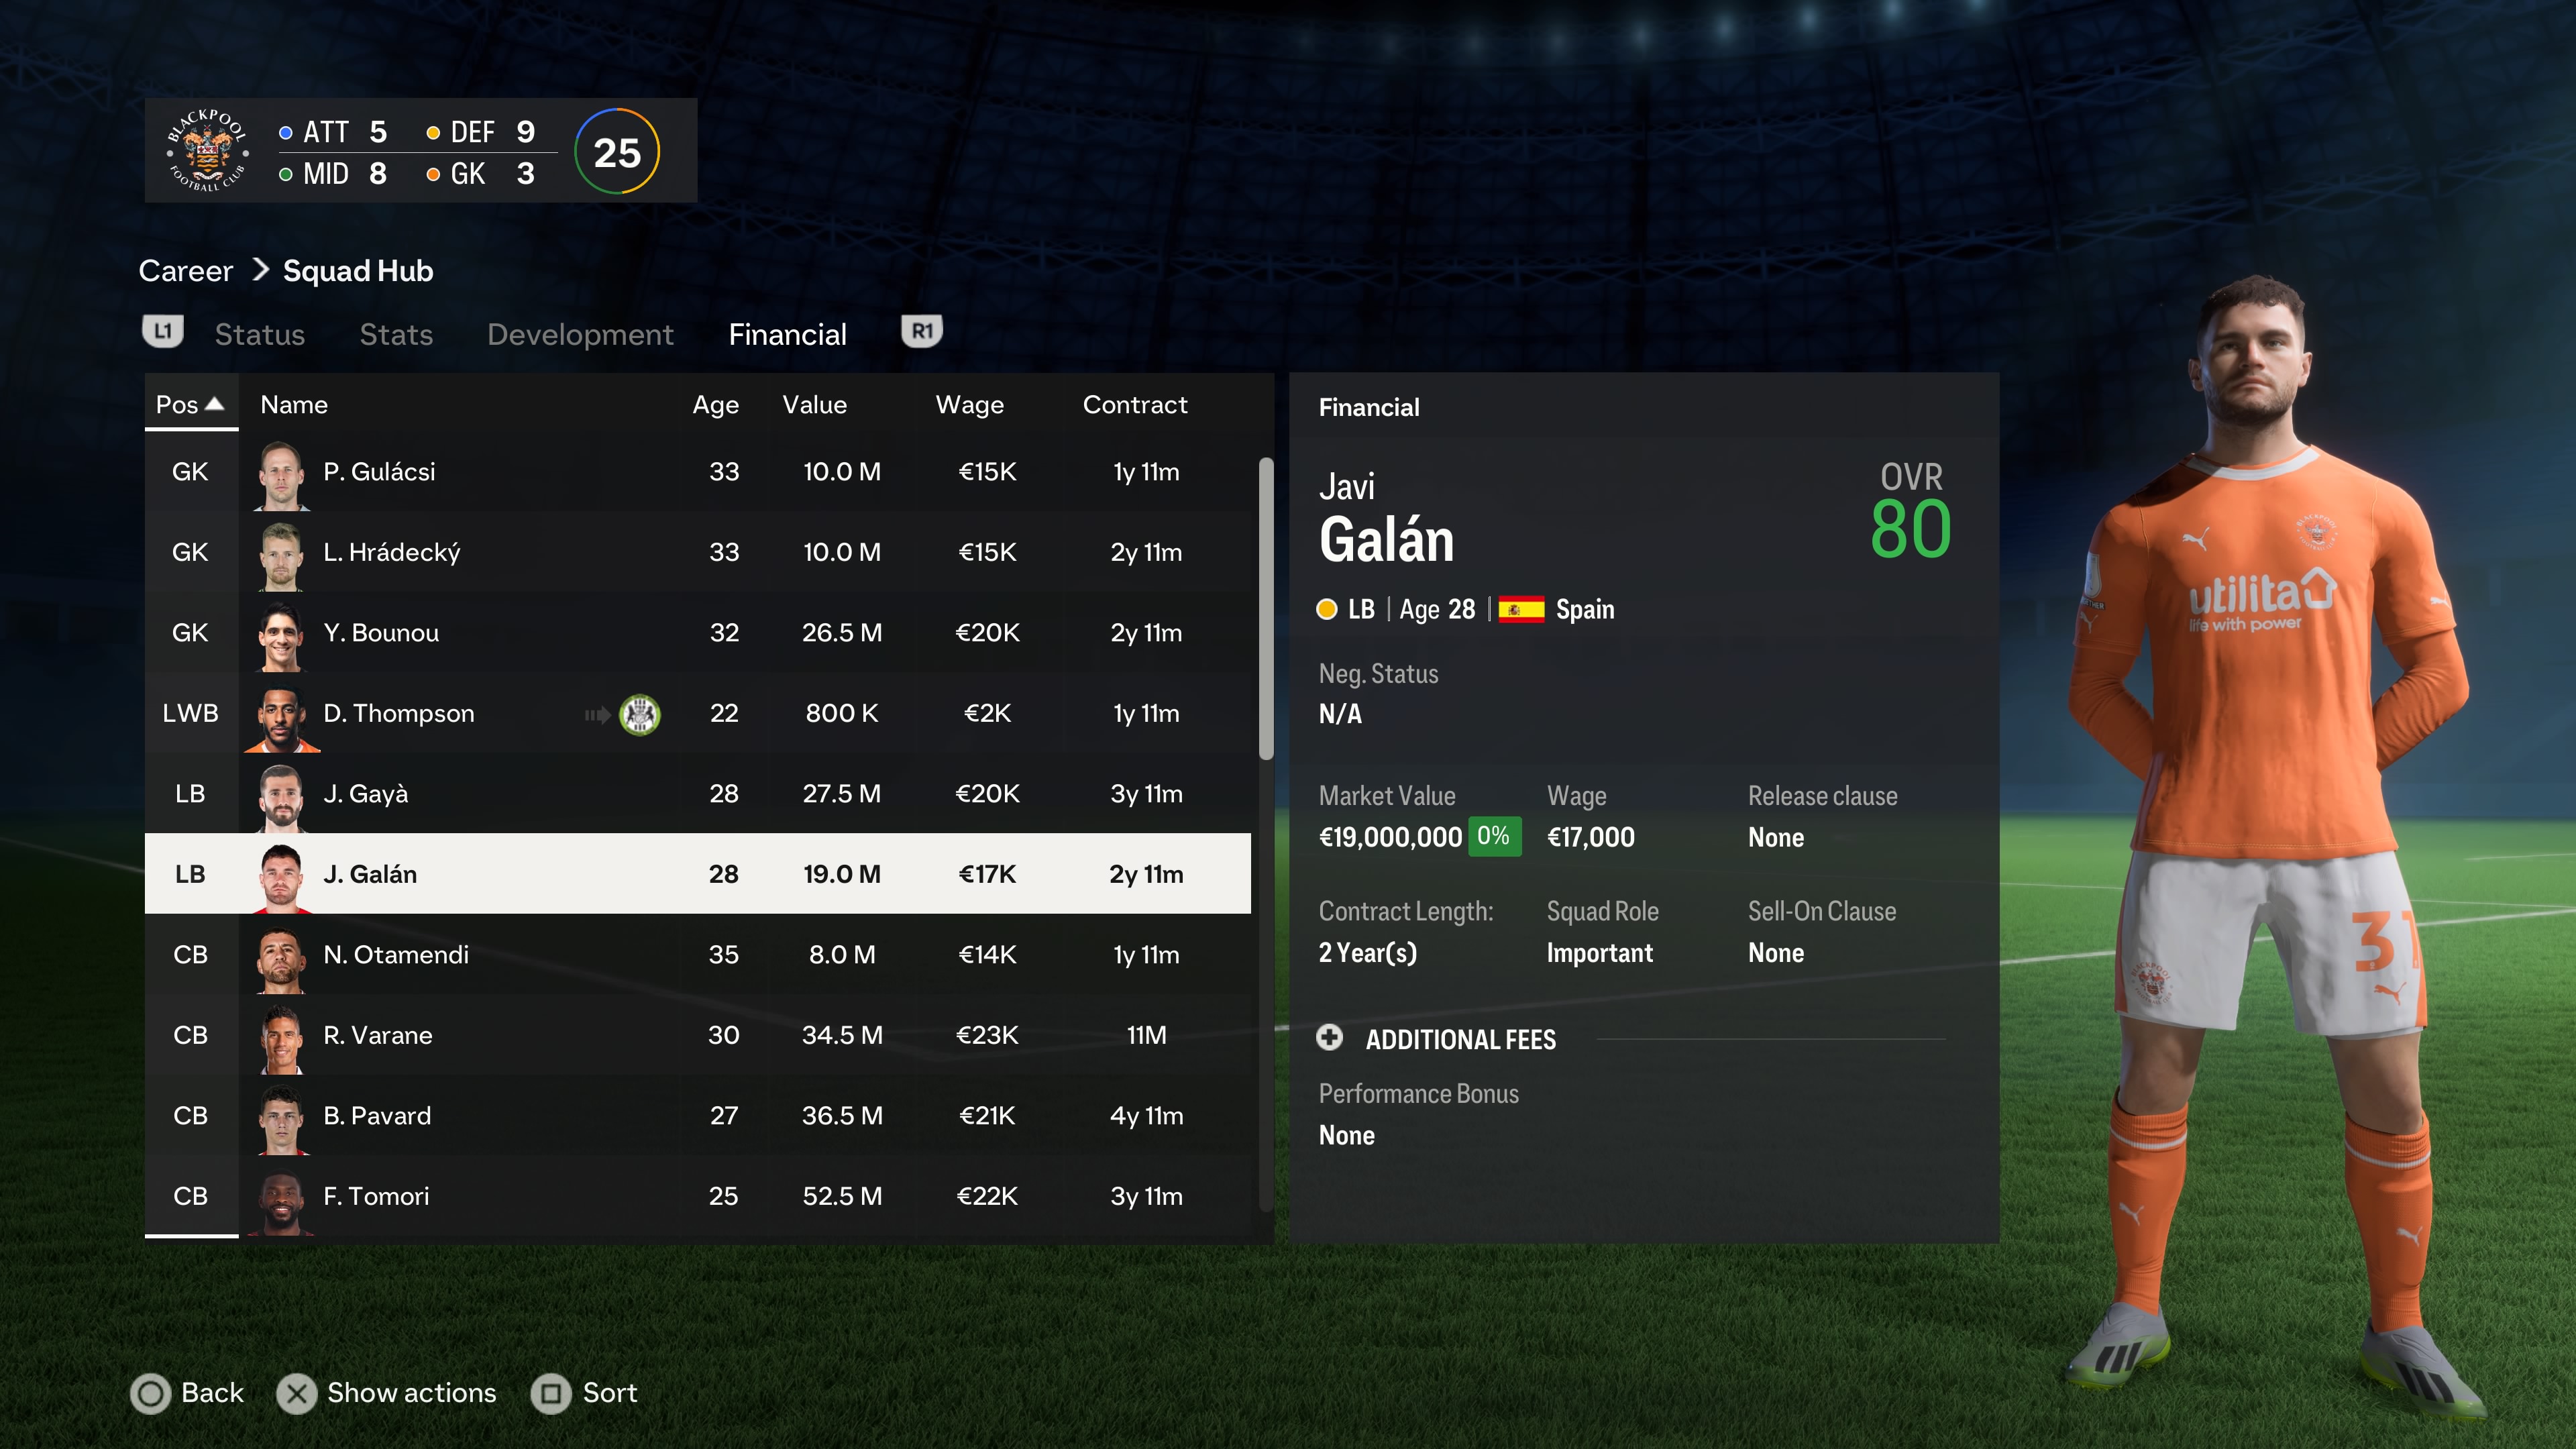 BLACKPOOL
FOOTBALL CLUB
ATT 5 DEF 9
MID 8 GK 3
25
Career > Squad Hub
L1 Status Stats Development Financial R1
Pos Name Age Value Wage Contract
GK P. Gulácsi 33 10.0 M €15K 1y 11m
GK L. Hrádecký 33 10.0 M €15K 2y 11m
GK Y. Bounou 32 26.5 M €20K 2y 11m
LWB D. Thompson 22 800 K €2K 1y 11m
LB J. Gayà 28 27.5 M €20K 3y 11m
LB J. Galán 28 19.0 M €17K 2y 11m
CB N. Otamendi 35 8.0 M €14K 1y 11m
CB R. Varane 30 34.5 M €23K 11M
CB B. Pavard 27 36.5 M €21K 4y 11m
CB F. Tomori 25 52.5 M €22K 3y 11m
Financial
Javi
Galán
OVR
80
LB | Age 28 | Spain
Neg. Status
N/A
Market Value Wage Release clause
€19,000,000 0% €17,000 None
Contract Length: Squad Role Sell-On Clause
2 Year(s) Important None
ADDITIONAL FEES
Performance Bonus
None
utilita
life with power
31
Back Show actions Sort